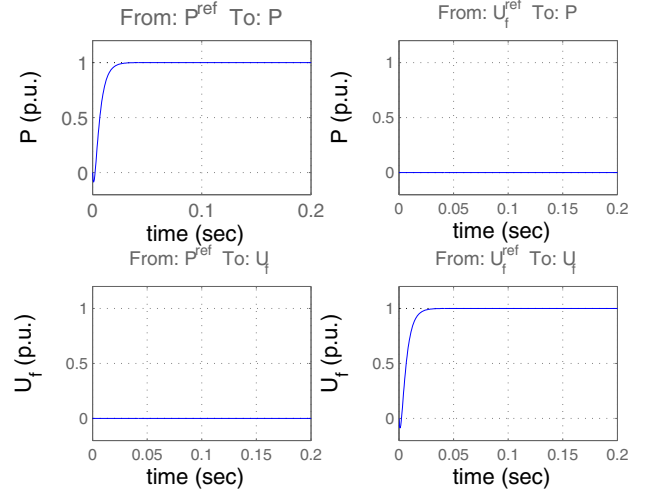 From: P^ref To: P
1
0.5
0
P (p.u.)
0 0.1 0.2
time (sec)
From: U_f^ref To: P
1
0.5
0
P (p.u.)
0 0.05 0.1 0.15 0.2
time (sec)
From: P^ref To: U_f
1
0.5
0
U_f (p.u.)
0 0.05 0.1 0.15 0.2
time (sec)
From: U_f^ref To: U_f
1
0.5
0
U_f (p.u.)
0 0.05 0.1 0.15 0.2
time (sec)